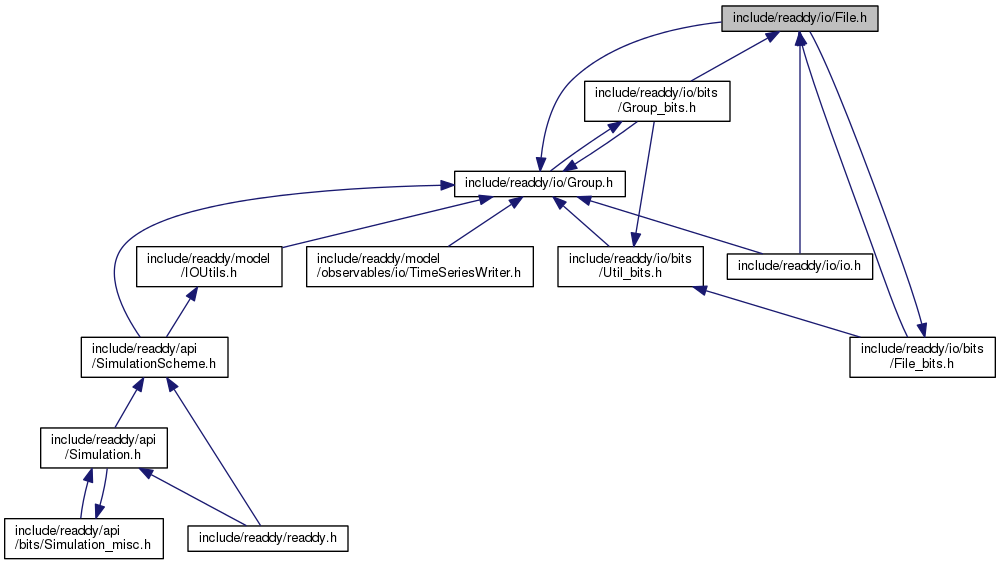 include/readdy/io/File.h
include/readdy/io/bits
/Group_bits.h
include/readdy/io/Group.h
include/readdy/model
/IOUtils.h
include/readdy/model
/observables/io/TimeSeriesWriter.h
include/readdy/io/bits
/Util_bits.h
include/readdy/io/io.h
include/readdy/api
/SimulationScheme.h
include/readdy/io/bits
/File_bits.h
include/readdy/api
/Simulation.h
include/readdy/api
/bits/Simulation_misc.h
include/readdy/readdy.h